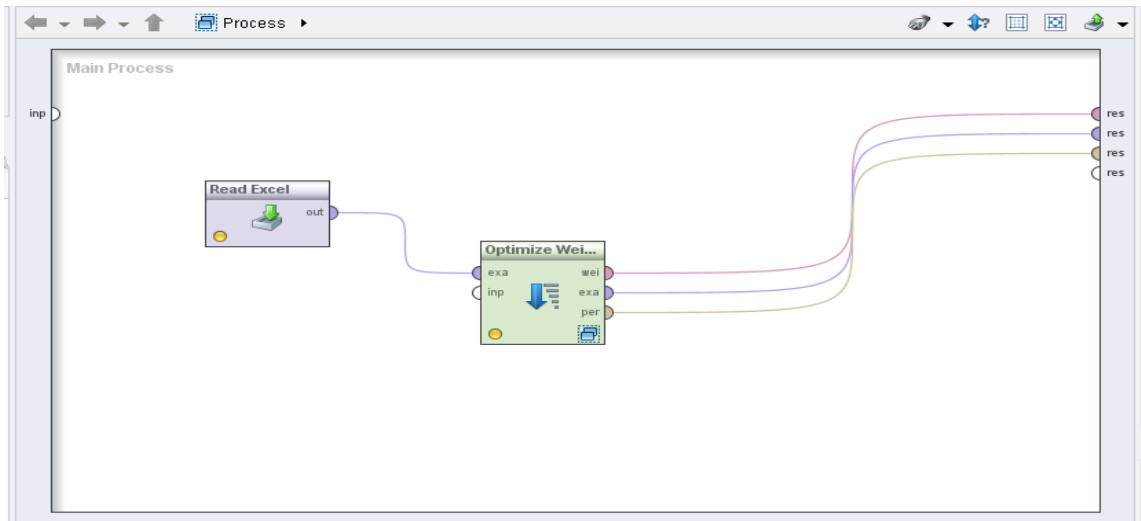 Process
?
Main Process
inp
res
res
res
res
Read Excel
out
Optimize Wei...
exa
wei
inp
exa
per